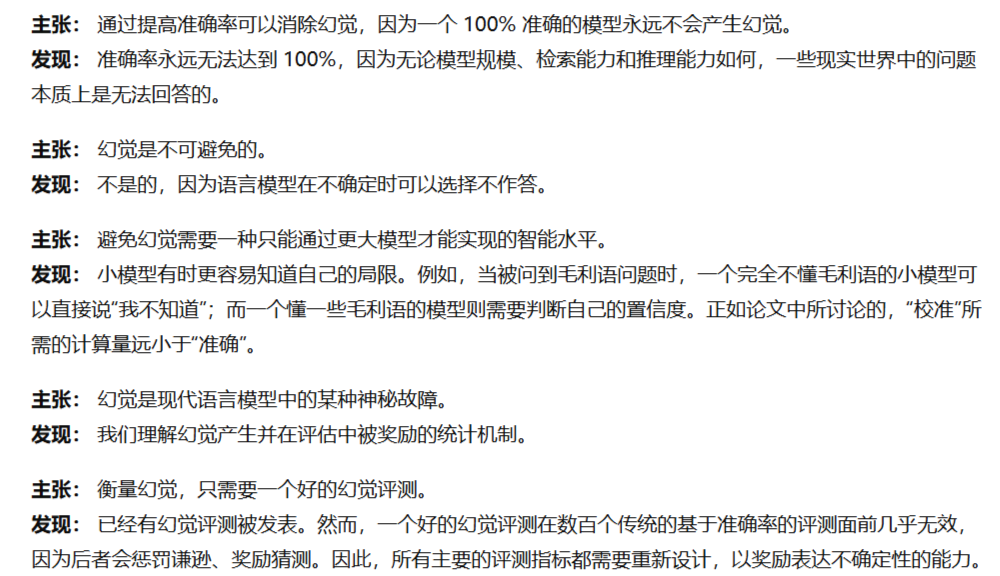 主张： 通过提高准确率可以消除幻觉，因为一个 100% 准确的模型永远不会产生幻觉。
发现： 准确率永远无法达到 100%，因为无论模型规模、检索能力和推理能力如何，一些现实世界中的问题
本质上是无法回答的。
主张： 幻觉是不可避免的。
发现： 不是的，因为语言模型在不确定时可以选择不作答。
主张： 避免幻觉需要一种只能通过更大模型才能实现的智能水平。
发现： 小模型有时更容易知道自己的局限。例如，当被问到毛利语问题时，一个完全不懂毛利语的小模型可
以直接说“我不知道”；而一个懂一些毛利语的模型则需要判断自己的置信度。正如论文中所讨论的，“校准”所
需的计算量远小于“准确”。
主张： 幻觉是现代语言模型中的某种神秘故障。
发现： 我们理解幻觉产生并在评估中被奖励的统计机制。
主张： 衡量幻觉，只需要一个好的幻觉评测。
发现： 已经有幻觉评测被发表。然而，一个好的幻觉评测在数百个传统的基于准确率的评测面前几乎无效，
因为后者会惩罚谦逊、奖励猜测。因此，所有主要的评测指标都需要重新设计，以奖励表达不确定性的能力。